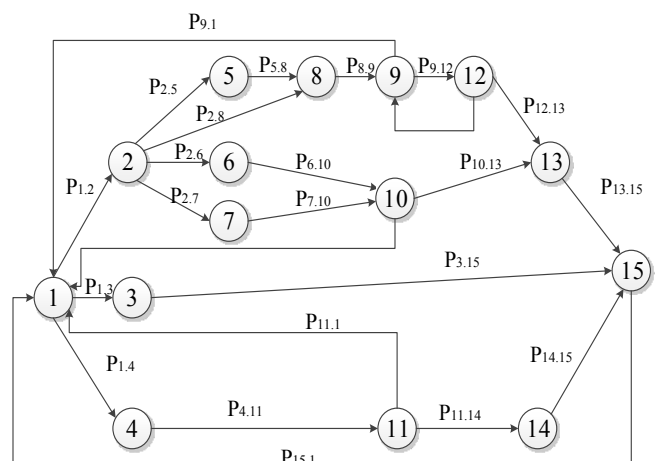 P9.1
5 P5.8 8 P8.9 9 P9.12 12
P2.5
P2.8
P12.13
2 P2.6 6 P6.10 P10.13 13
P1.2 P2.7 7 P7.10 10 P13.15
P3.15 15
1 P1.3 3
P11.1
P1.4 P14.15
4 P4.11 11 P11.14 14
P15.1